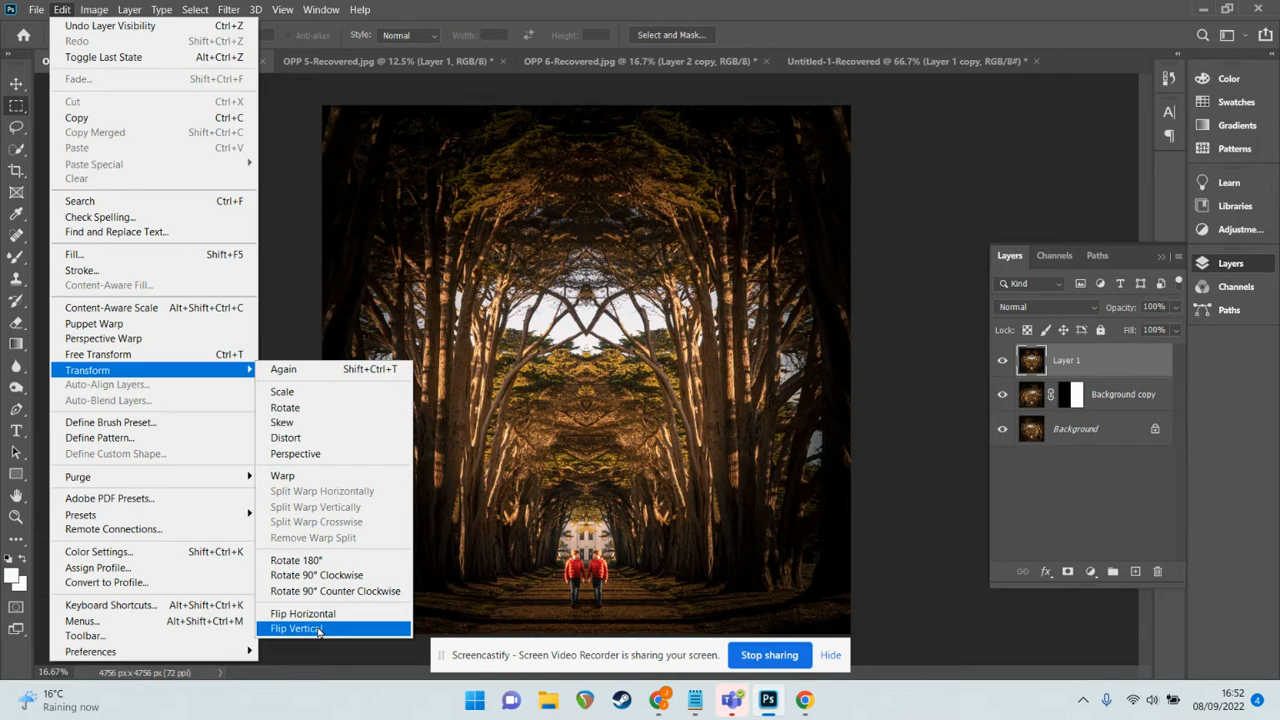 Ps File Edit Image Layer Type Select Filter 3D View Window Help
Anti-alias Style: Normal Width: Height: Select and Mask...
OPP 5-Recovered.jpg @ 12.5% (Layer 1, RGB/8) * × OPP 6-Recovered.jpg @ 16.7% (Layer 2 copy, RGB/8) * × Untitled-1-Recovered @ 66.7% (Layer 1 copy, RGB/8#) * ×
Undo Layer Visibility Ctrl+Z
Redo Shift+Ctrl+Z
Toggle Last State Alt+Ctrl+Z
Fade... Shift+Ctrl+F
Cut Ctrl+X
Copy Ctrl+C
Copy Merged Shift+Ctrl+C
Paste Ctrl+V
Paste Special
Clear
Search Ctrl+F
Check Spelling...
Find and Replace Text...
Fill... Shift+F5
Stroke...
Content-Aware Fill...
Content-Aware Scale Alt+Shift+Ctrl+C
Puppet Warp
Perspective Warp
Free Transform Ctrl+T
Transform
Auto-Align Layers...
Auto-Blend Layers...
Define Brush Preset...
Define Pattern...
Define Custom Shape...
Purge
Adobe PDF Presets...
Presets
Remote Connections...
Color Settings... Shift+Ctrl+K
Assign Profile...
Convert to Profile...
Keyboard Shortcuts... Alt+Shift+Ctrl+K
Menus... Alt+Shift+Ctrl+M
Toolbar...
Preferences
Again Shift+Ctrl+T
Scale
Rotate
Skew
Distort
Perspective
Warp
Split Warp Horizontally
Split Warp Vertically
Split Warp Crosswise
Remove Warp Split
Rotate 180°
Rotate 90° Clockwise
Rotate 90° Counter Clockwise
Flip Horizontal
Flip Vertical
Color
Swatches
Gradients
Patterns
Learn
Libraries
Adjustme...
Layers
Channels
Paths
Layers Channels Paths
Kind
Normal Opacity: 100%
Lock: Fill: 100%
Layer 1
Background copy
Background
Screencastify - Screen Video Recorder is sharing your screen. Stop sharing Hide
16.67% 4756 px x 4756 px (72 ppi)
16°C
Raining now
16:52
08/09/2022
4